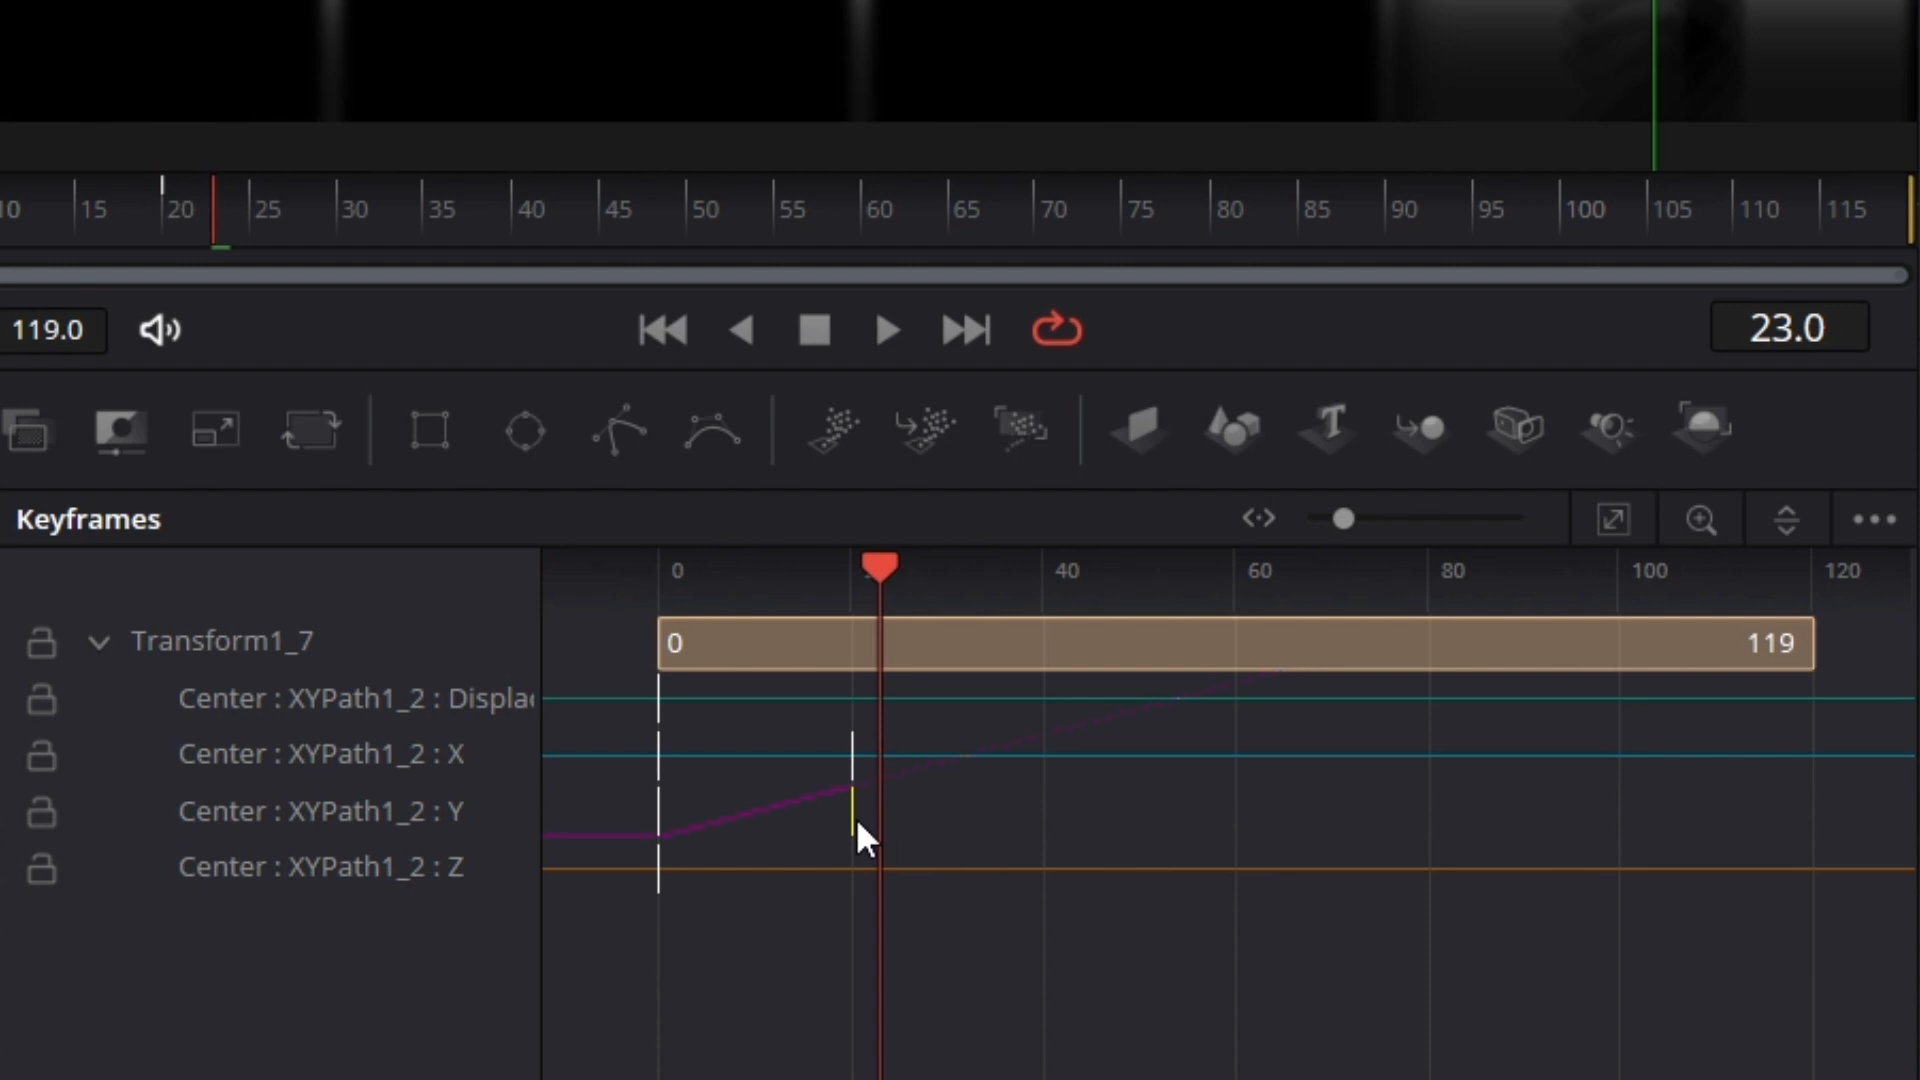 10 15 20 25 30 35 40 45 50 55 60 65 70 75 80 85 90 95 100 105 110 115
119.0 23.0
Keyframes
0 40 60 80 100 120
Transform1_7 0 119
Center : XYPath1_2 : Displac
Center : XYPath1_2 : X
Center : XYPath1_2 : Y
Center : XYPath1_2 : Z